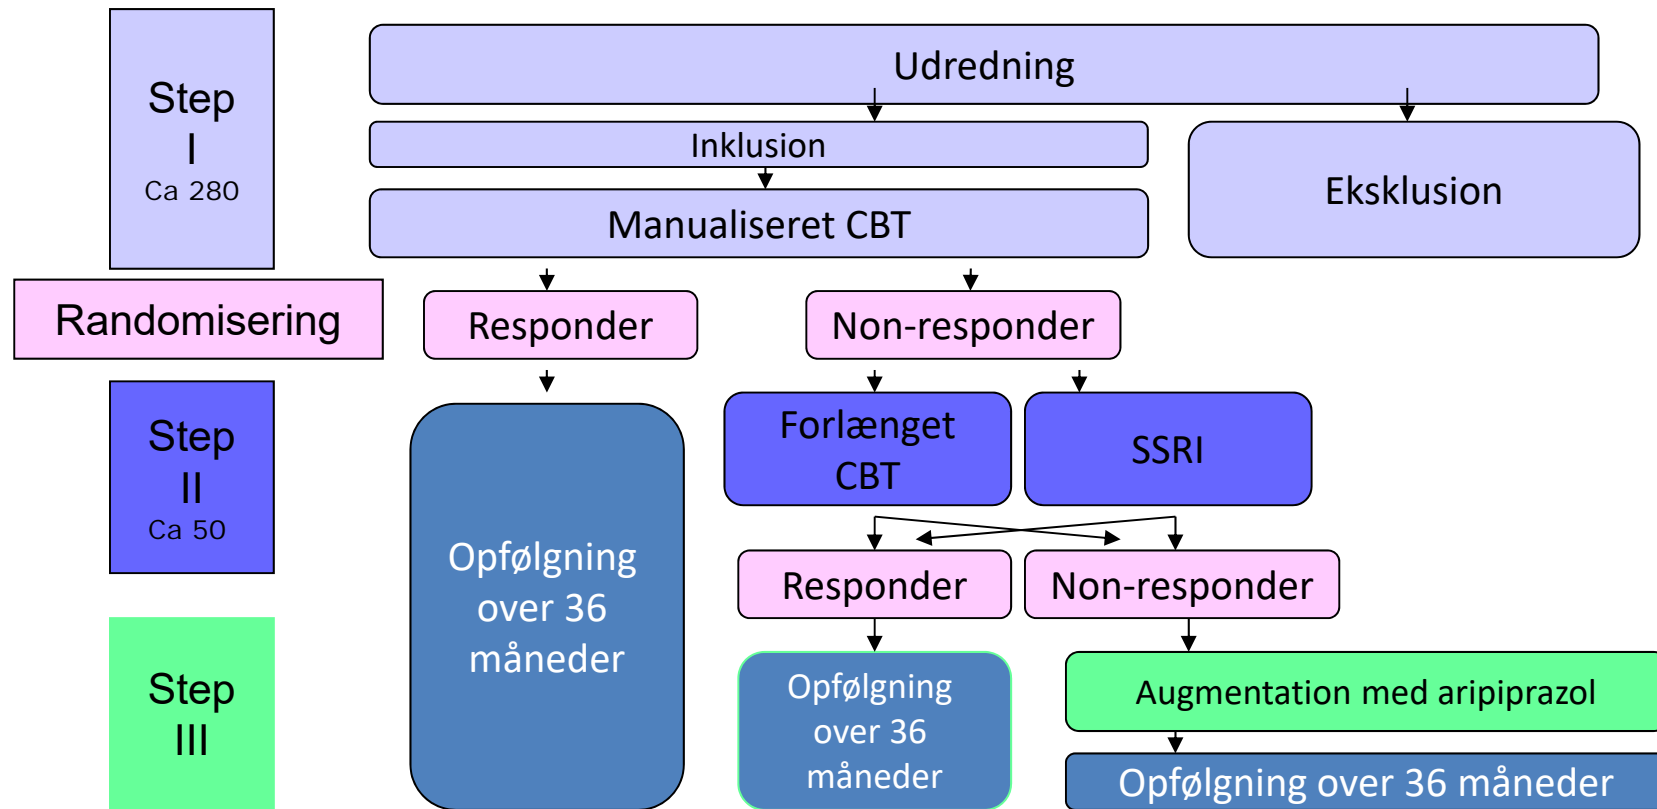 Udredning
Step
I
Ca 280
Inklusion
Eksklusion
Manualiseret CBT
Randomisering
Responder
Non-responder
Step
II
Ca 50
Forlænget
CBT
SSRI
Opfølgning
over 36
måneder
Responder
Non-responder
Step
III
Opfølgning
over 36
måneder
Augmentation med aripiprazol
Opfølgning over 36 måneder